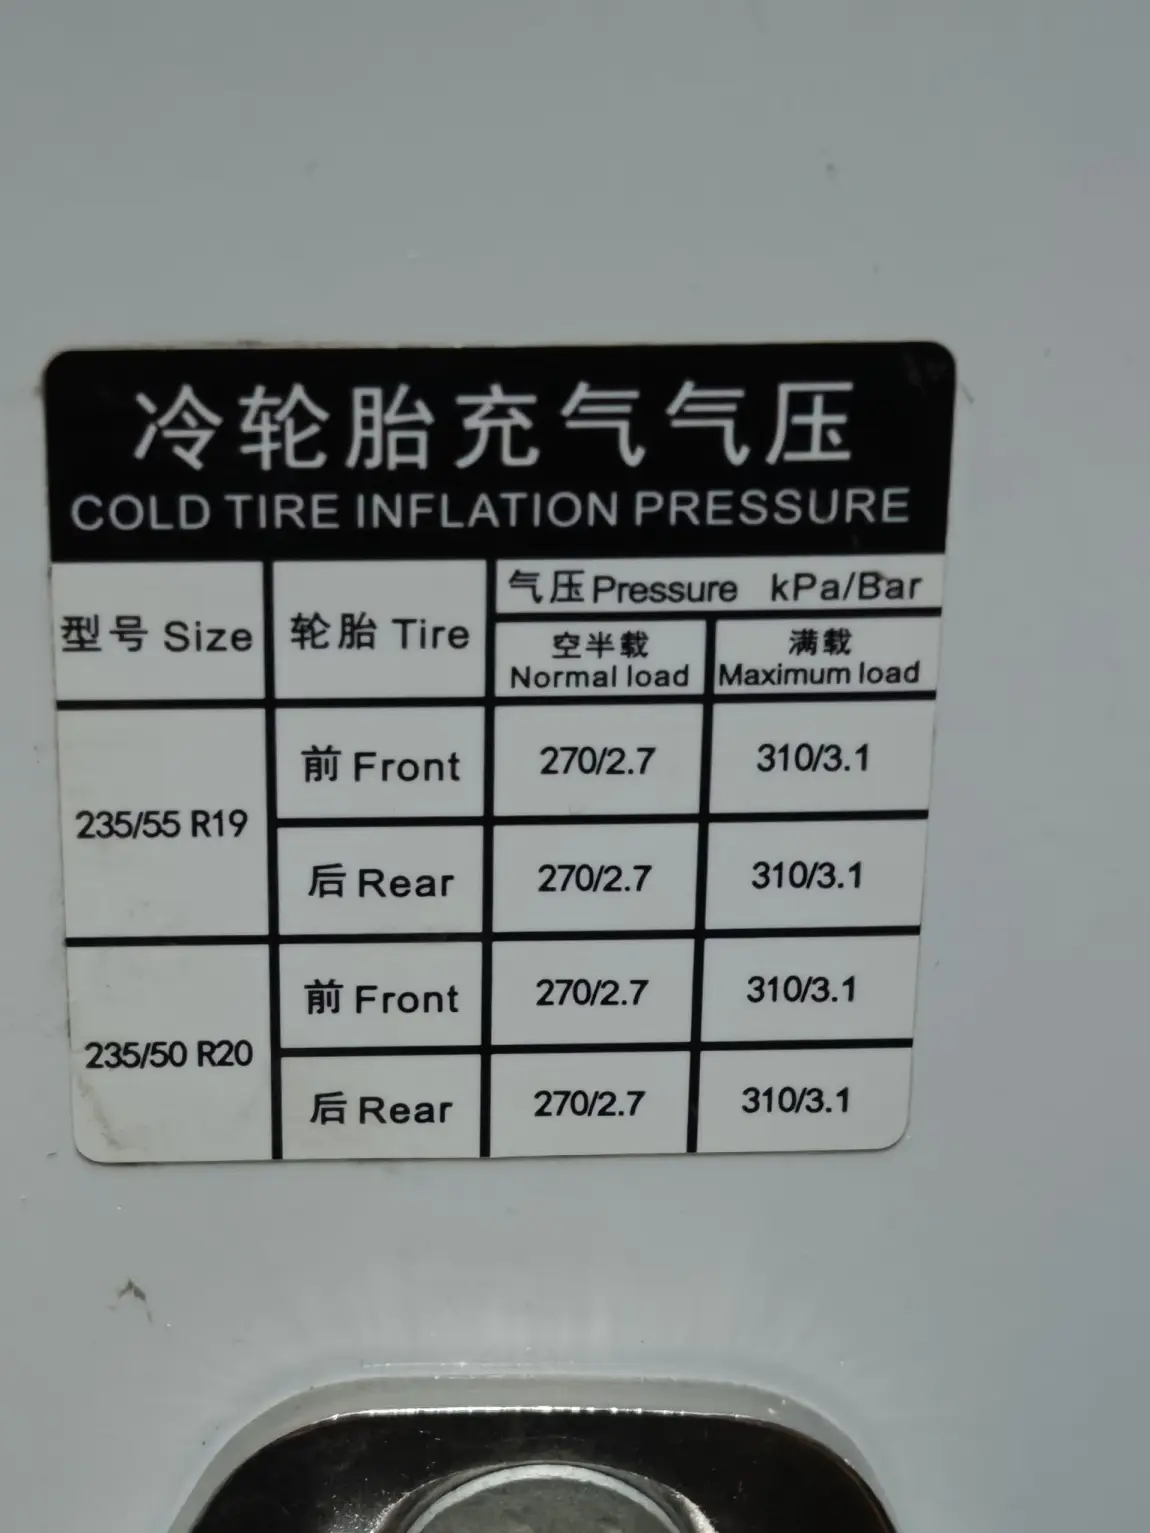 冷轮胎充气气压
COLD TIRE INFLATION PRESSURE
型号 Size
轮胎 Tire
气压 Pressure kPa/Bar
空半载
Normal load
满载
Maximum load
235/55 R19
前 Front
270/2.7
310/3.1
后 Rear
270/2.7
310/3.1
235/50 R20
前 Front
270/2.7
310/3.1
后 Rear
270/2.7
310/3.1